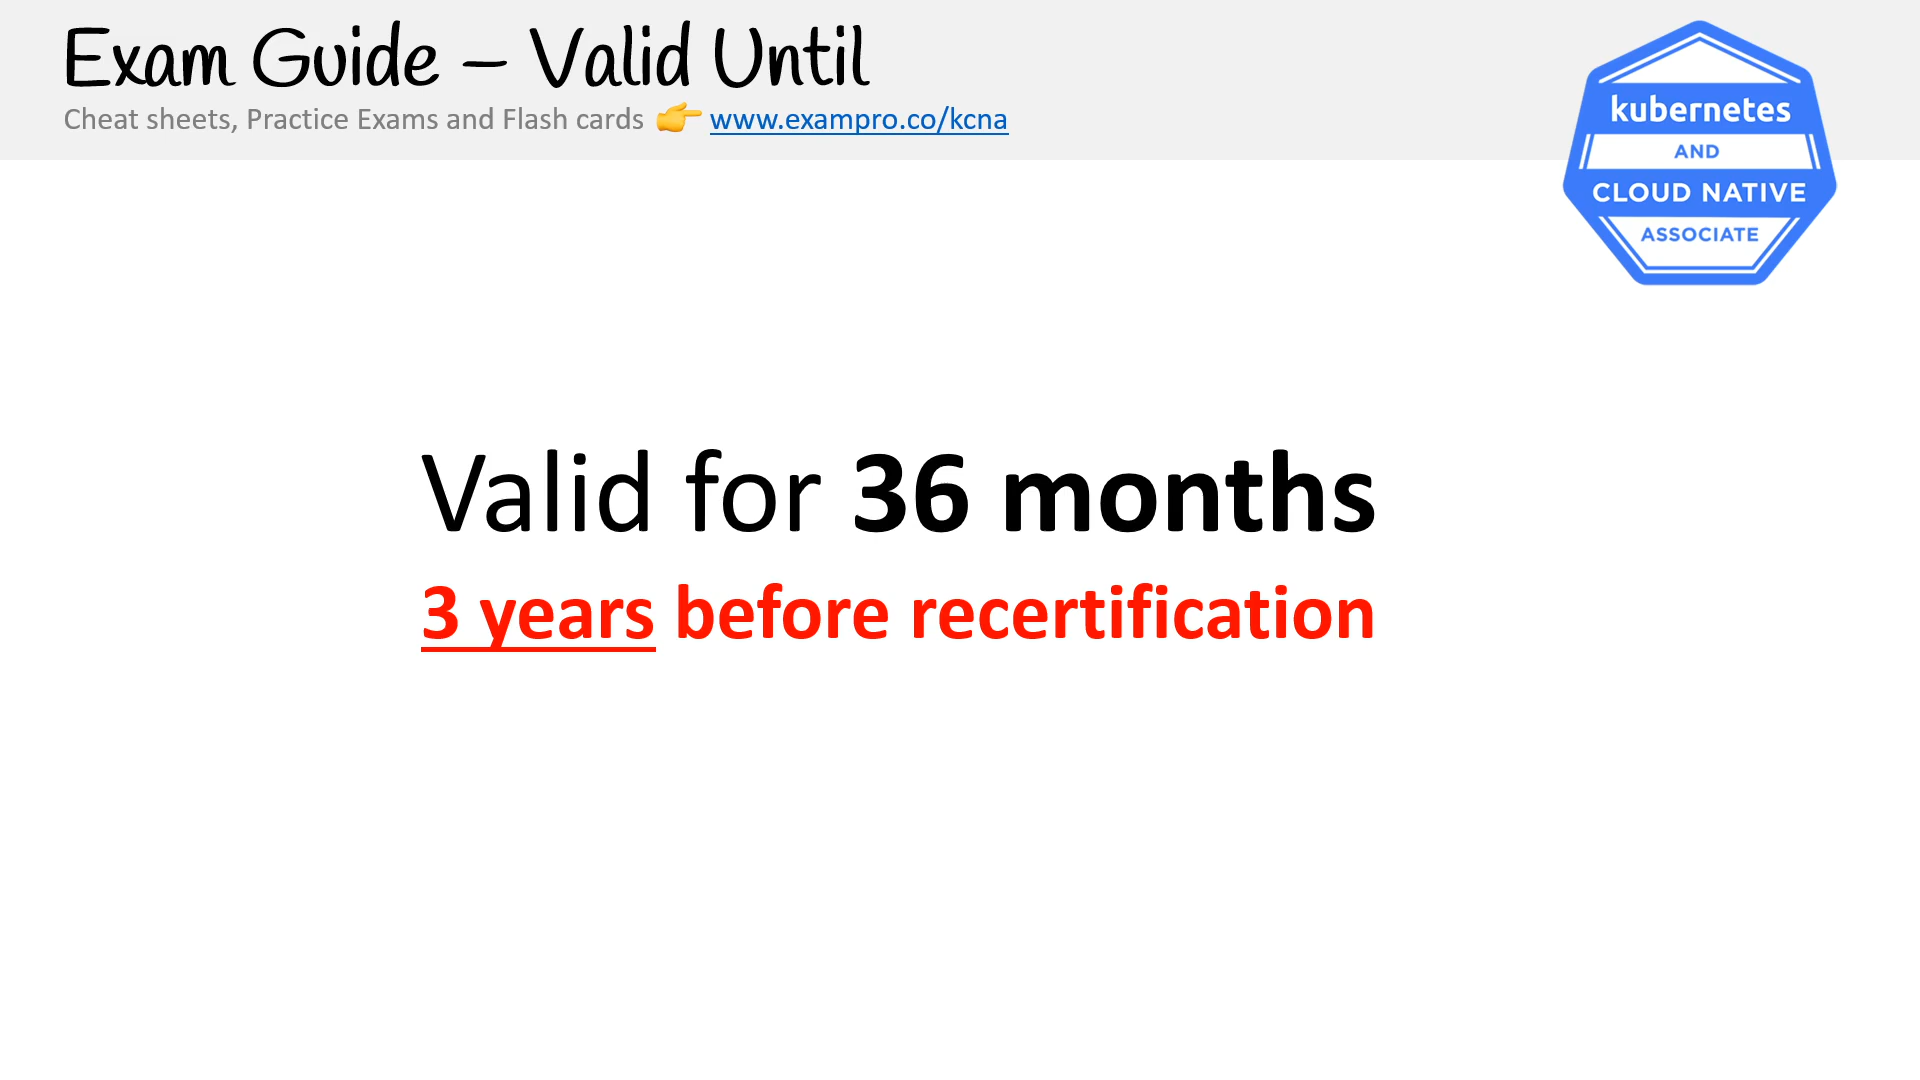 Exam Guide – Valid Until
Cheat sheets, Practice Exams and Flash cards 👉 www.exampro.co/kcna
kubernetes
AND
CLOUD NATIVE
ASSOCIATE
Valid for 36 months
3 years before recertification